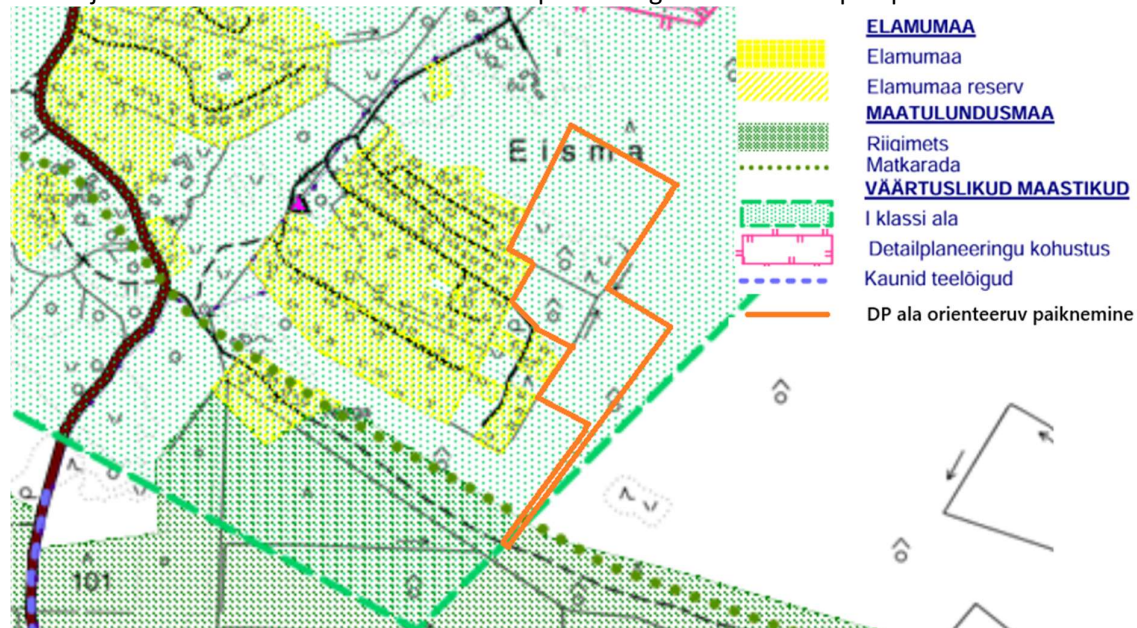 ELAMUMAA
Elamumaa
Elamumaa reserv
MAATULUNDUSMAA
Riigimets
Matkarada
VÄÄRTUSLIKUD MAASTIKUD
I klassi ala
Detailplaneeringu kohustus
Kaunid teelõigud
DP ala orienteeruv paiknemine
Eisma
101